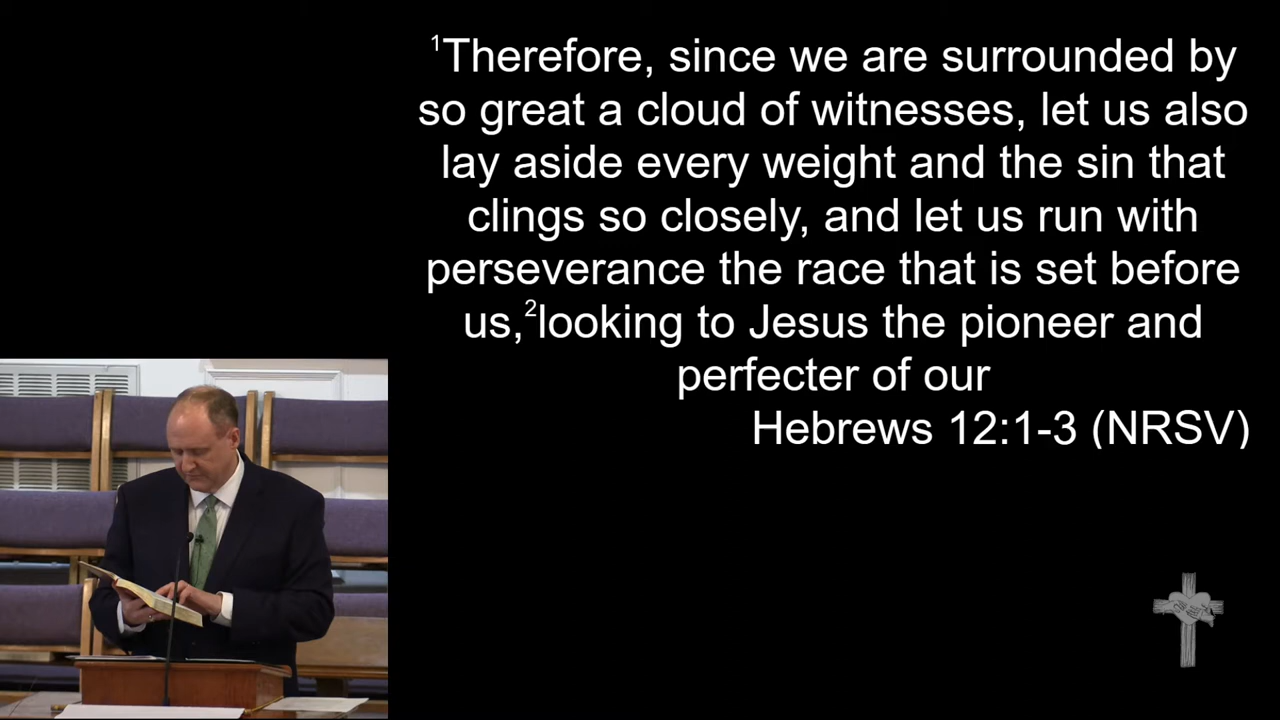 ¹Therefore, since we are surrounded by
so great a cloud of witnesses, let us also
lay aside every weight and the sin that
clings so closely, and let us run with
perseverance the race that is set before
us,²looking to Jesus the pioneer and
perfecter of our
Hebrews 12:1-3 (NRSV)